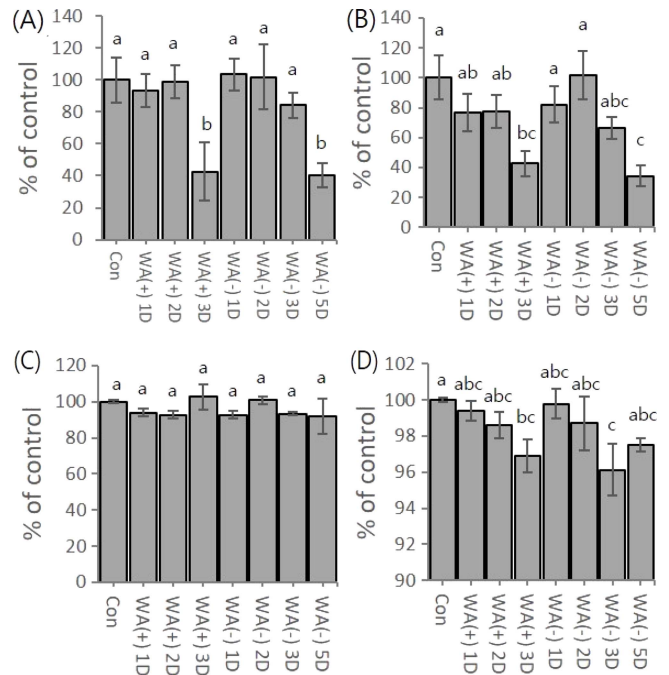 (A)
% of control
140
120
100
80
60
40
20
0
a
a
a
b
a
a
a
b
Con
WA(+) 1D
WA(+) 2D
WA(+) 3D
WA(-) 1D
WA(-) 2D
WA(-) 3D
WA(-) 5D
(B)
% of control
140
120
100
80
60
40
20
0
a
ab
ab
bc
a
a
abc
c
Con
WA(+) 1D
WA(+) 2D
WA(+) 3D
WA(-) 1D
WA(-) 2D
WA(-) 3D
WA(-) 5D
(C)
% of control
120
100
80
60
40
20
0
a
a
a
a
a
a
a
a
Con
WA(+) 1D
WA(+) 2D
WA(+) 3D
WA(-) 1D
WA(-) 2D
WA(-) 3D
WA(-) 5D
(D)
% of control
102
100
98
96
94
92
90
a
abc
abc
bc
abc
abc
c
abc
Con
WA(+) 1D
WA(+) 2D
WA(+) 3D
WA(-) 1D
WA(-) 2D
WA(-) 3D
WA(-) 5D